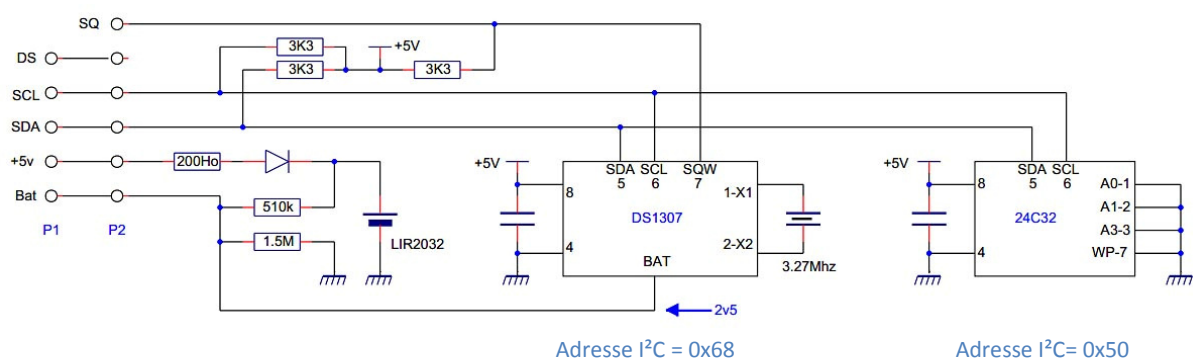 SQ
DS
3K3
+5V
3K3
3K3
SCL
SDA
+5v
200Ho
Bat
510k
P1
P2
1.5M
LIR2032
+5V
SDA SCL SQW
5 6 7
8
1-X1
DS1307
4
2-X2
BAT
3.27Mhz
2v5
+5V
SDA SCL
5 6
8
A0-1
A1-2
24C32
A3-3
4
WP-7
Adresse I²C = 0x68
Adresse I²C= 0x50